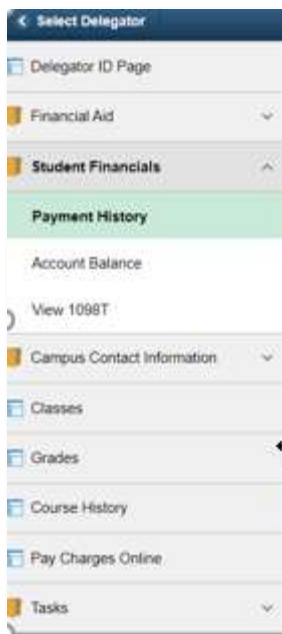 Select Delegator
Delegator ID Page
Financial Aid
Student Financials
Payment History
Account Balance
View 1098T
Campus Contact Information
Classes
Grades
Course History
Pay Charges Online
Tasks